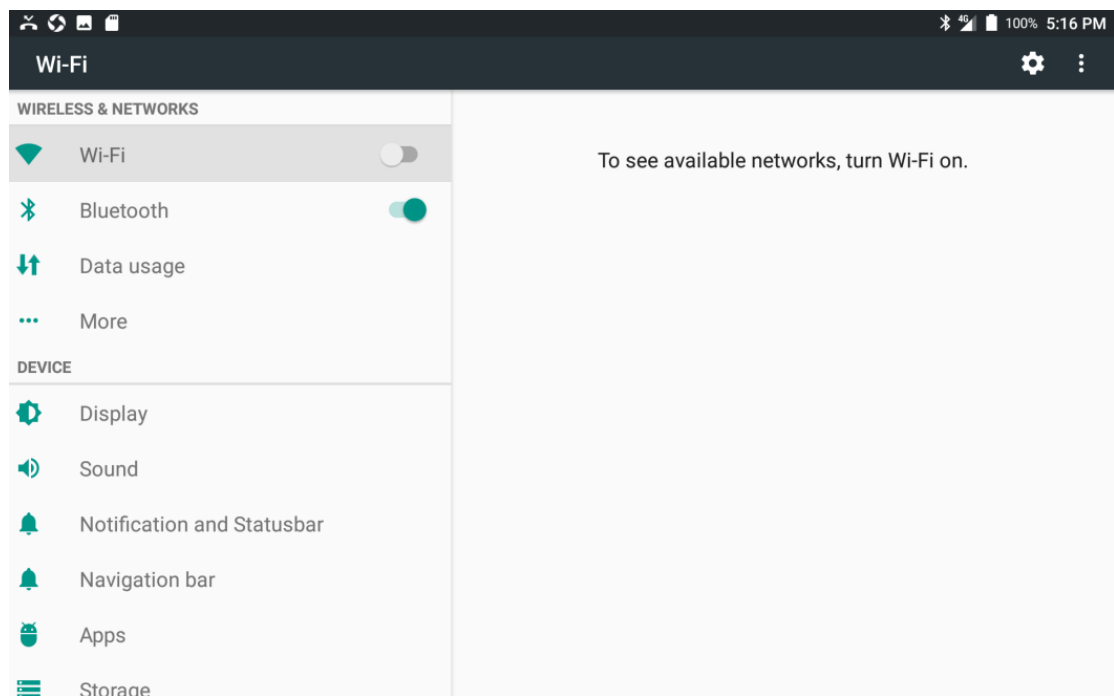 4G 100% 5:16 PM
Wi-Fi
WIRELESS & NETWORKS
Wi-Fi
To see available networks, turn Wi-Fi on.
Bluetooth
Data usage
More
DEVICE
Display
Sound
Notification and Statusbar
Navigation bar
Apps
Storage